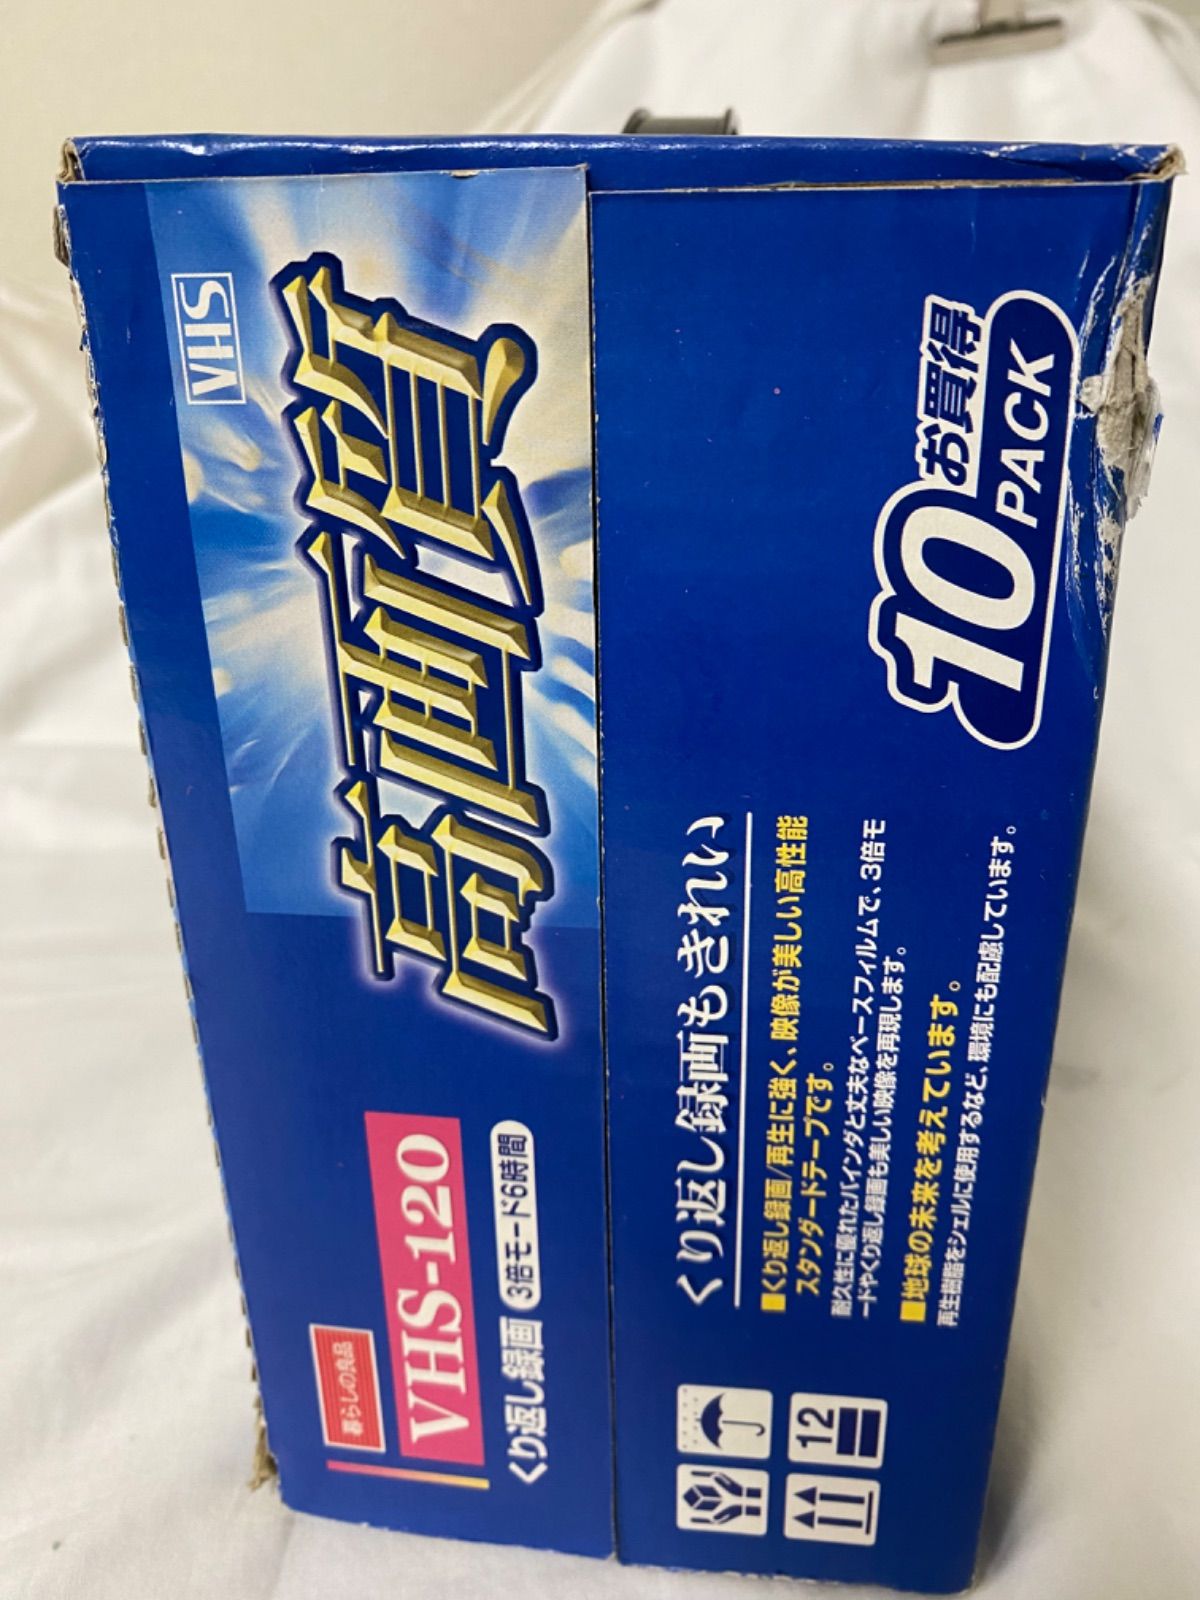 暮らしの良品
VHS-120
くり返し録画 3倍モード6時間
高画質
VHS
くり返し録画もきれい
■くり返し録画/再生に強く、映像が美しい高性能
スタンダードテープです。
耐久性に優れたバインダと丈夫なベースフィルムで、3倍モ
ードやくり返し録画も美しい映像を再現します。
■地球の未来を考えています。
再生樹脂をシェルに使用するなど、環境にも配慮しています。
お買得
10PACK
12